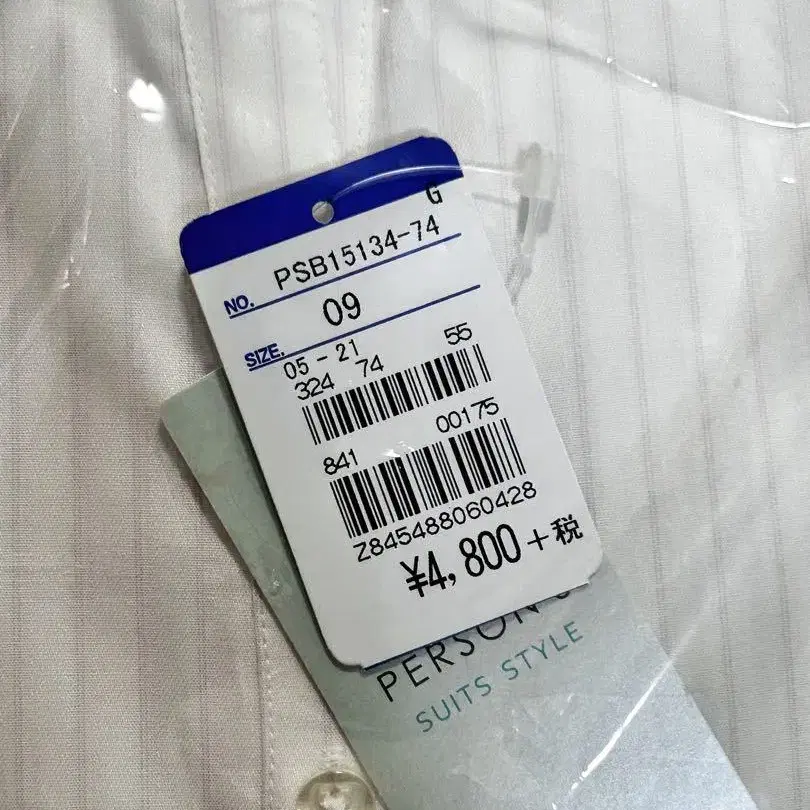 G
NO. PSB15134-74
SIZE. 09
05-21
324 74 55
841 00175
Z845488060428
¥4,800+税
PERSON'S
SUITS STYLE